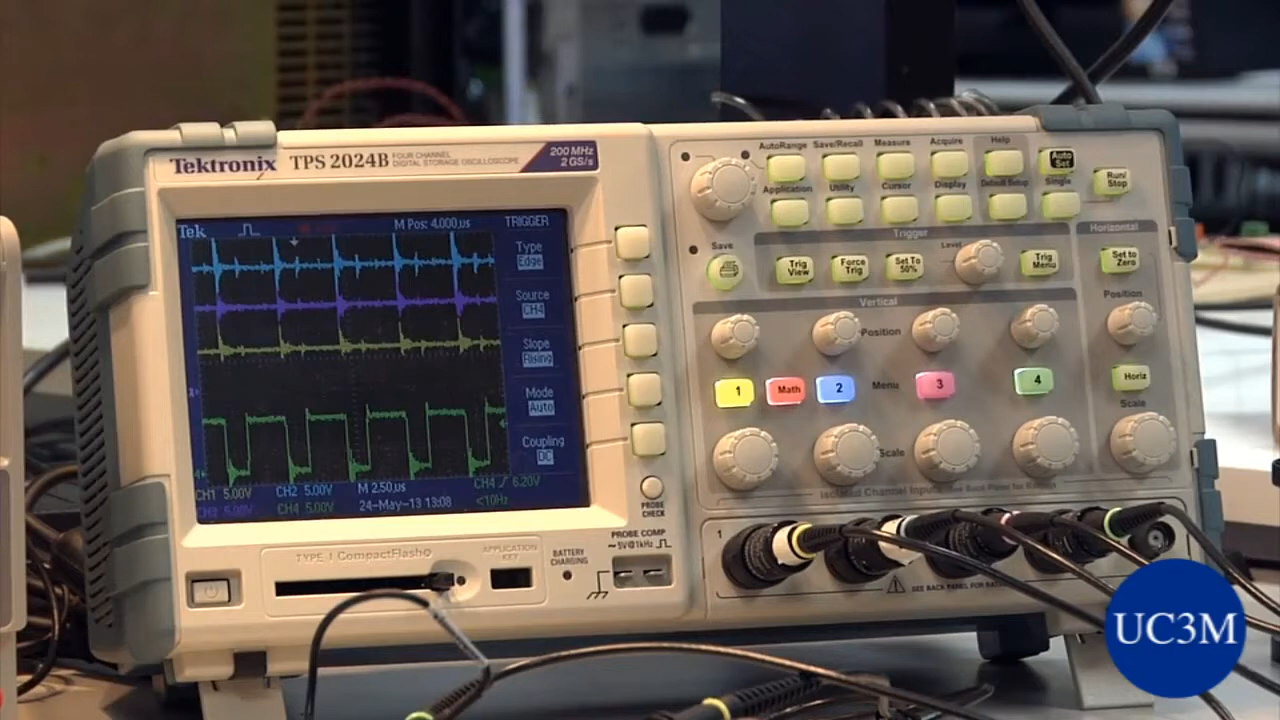 Tektronix TPS 2024B FOUR CHANNEL DIGITAL STORAGE OSCILLOSCOPE
200 MHz
2 GS/s
Tek M Pos: 4.000µs TRIGGER
Type
Edge
Source
CH4
Slope
Rising
Mode
Auto
Coupling
DC
CH1 5.00V CH2 5.00V M 2.50µs CH4 6.20V
CH3 5.00V CH4 5.00V 24-May-13 13:08 <10Hz
AutoRange Save/Recall Measure Acquire Help
Auto Set
Application Utility Cursor Display Default Setup Single
Run/Stop
Save
Trigger
Level
Horizontal
Trig View
Force Trig
Set To 50%
Trig Menu
Set to Zero
Vertical
Position
Position
1 Math 2 Menu 3 4
Horiz
Scale
Scale
Isolated Channel Inputs
PROBE CHECK
TYPE I CompactFlash
APPLICATION KEY
BATTERY CHARGING
PROBE COMP
~5V@1kHz
1
SEE BACK PANEL FOR
UC3M